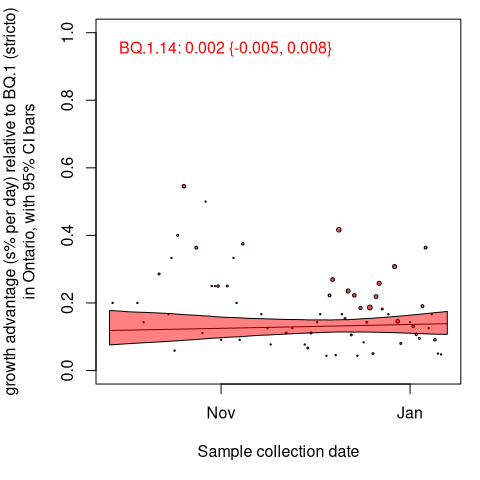 growth advantage (s% per day) relative to BQ.1 (stricto)
in Ontario, with 95% CI bars
1.0
0.8
0.6
0.4
0.2
0.0
BQ.1.14: 0.002 {-0.005, 0.008}
Nov
Jan
Sample collection date